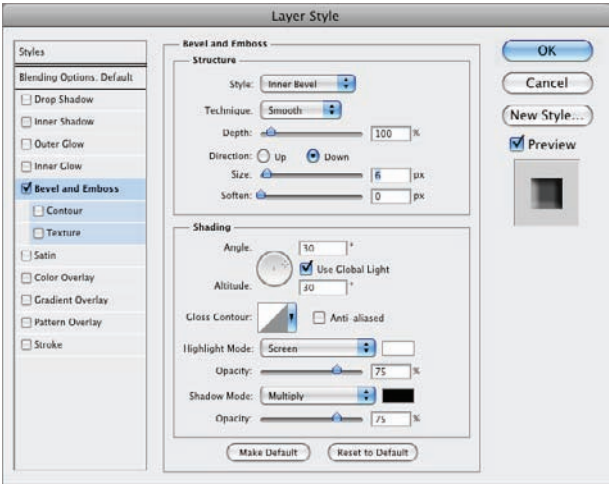 Layer Style
Styles
Blending Options: Default
Drop Shadow
Inner Shadow
Outer Glow
Inner Glow
Bevel and Emboss
Contour
Texture
Satin
Color Overlay
Gradient Overlay
Pattern Overlay
Stroke
Bevel and Emboss
Structure
Style: Inner Bevel
Technique: Smooth
Depth: 100 %
Direction: Up Down
Size: 6 px
Soften: 0 px
Shading
Angle: 30 °
Use Global Light
Altitude: 30 °
Gloss Contour: Anti-aliased
Highlight Mode: Screen
Opacity: 75 %
Shadow Mode: Multiply
Opacity: 75 %
Make Default Reset to Default
OK
Cancel
New Style...
Preview